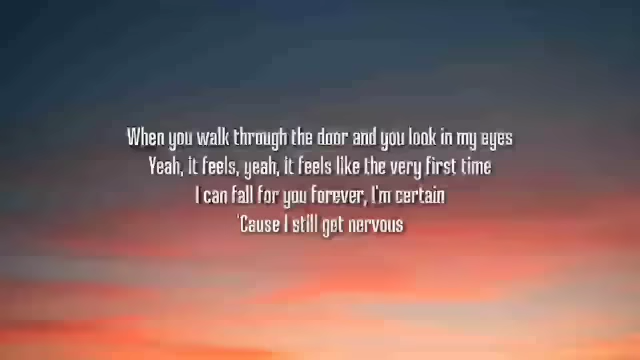 When you walk through the door and you look in my eyes
Yeah, it feels, yeah, it feels like the very first time
I can fall for you forever, I'm certain
'Cause I still get nervous